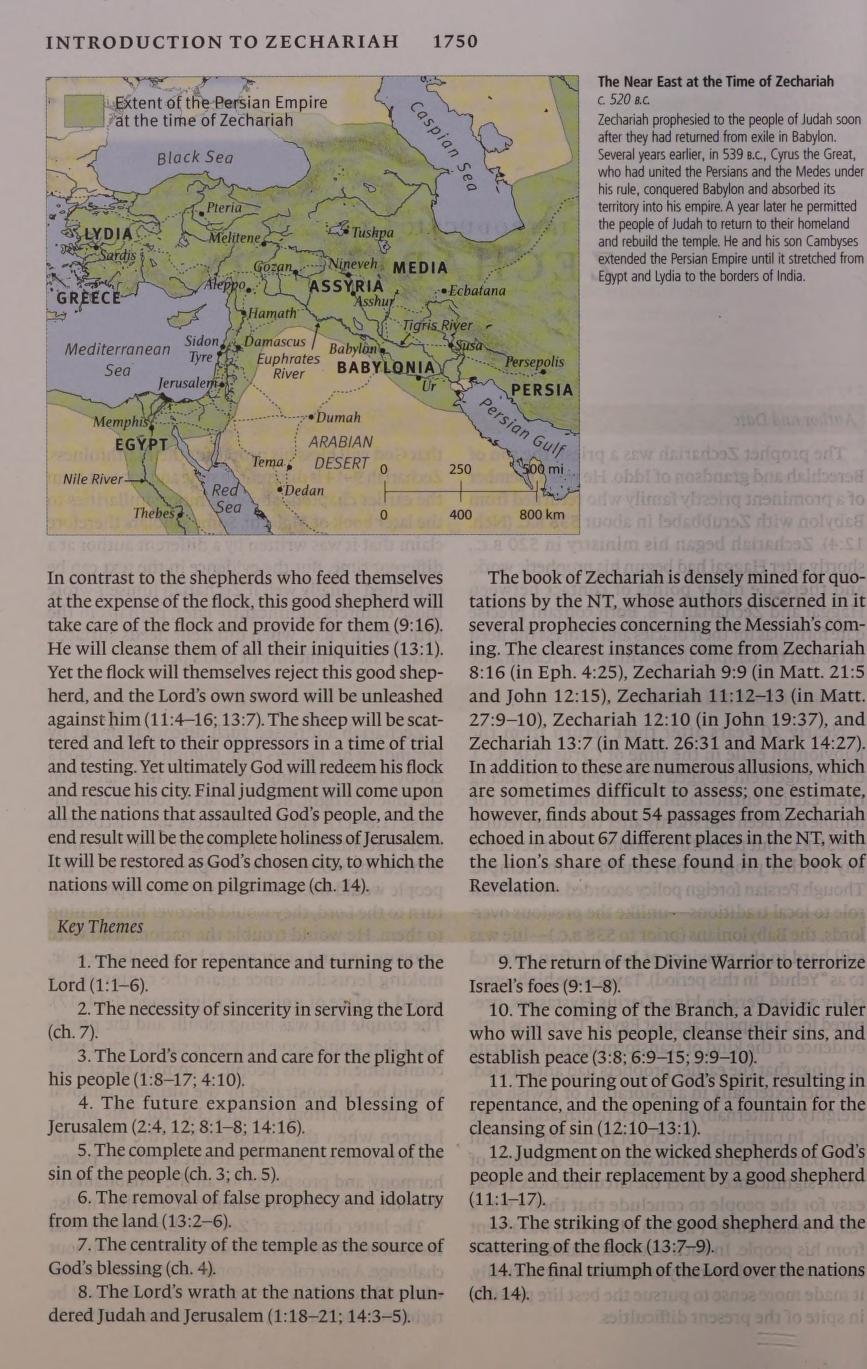 INTRODUCTION TO ZECHARIAH 1750
Extent of the Persian Empire
at the time of Zechariah
Caspian Sea
Black Sea
Pteria
LYDIA
Melitene
Tushpa
Sardis
Gozan
Nineveh
MEDIA
Aleppo
ASSYRIA
Ecbatana
GREECE
Asshur
Hamath
Tigris River
Mediterranean
Sea
Sidon
Tyre
Damascus
Euphrates
River
Babylon
Susa
BABYLONIA
Persepolis
Jerusalem
Ur
PERSIA
Memphis
Dumah
Persian Gulf
EGYPT
ARABIAN
DESERT
Tema
Nile River
Red
Sea
Dedan
Thebes
0 250 500 mi
0 400 800 km
The Near East at the Time of Zechariah
c. 520 B.C.
Zechariah prophesied to the people of Judah soon
after they had returned from exile in Babylon.
Several years earlier, in 539 B.C., Cyrus the Great,
who had united the Persians and the Medes under
his rule, conquered Babylon and absorbed its
territory into his empire. A year later he permitted
the people of Judah to return to their homeland
and rebuild the temple. He and his son Cambyses
extended the Persian Empire until it stretched from
Egypt and Lydia to the borders of India.
In contrast to the shepherds who feed themselves
at the expense of the flock, this good shepherd will
take care of the flock and provide for them (9:16).
He will cleanse them of all their iniquities (13:1).
Yet the flock will themselves reject this good shep-
herd, and the Lord's own sword will be unleashed
against him (11:4–16; 13:7). The sheep will be scat-
tered and left to their oppressors in a time of trial
and testing. Yet ultimately God will redeem his flock
and rescue his city. Final judgment will come upon
all the nations that assaulted God's people, and the
end result will be the complete holiness of Jerusalem.
It will be restored as God's chosen city, to which the
nations will come on pilgrimage (ch. 14).
The book of Zechariah is densely mined for quo-
tations by the NT, whose authors discerned in it
several prophecies concerning the Messiah's com-
ing. The clearest instances come from Zechariah
8:16 (in Eph. 4:25), Zechariah 9:9 (in Matt. 21:5
and John 12:15), Zechariah 11:12–13 (in Matt.
27:9–10), Zechariah 12:10 (in John 19:37), and
Zechariah 13:7 (in Matt. 26:31 and Mark 14:27).
In addition to these are numerous allusions, which
are sometimes difficult to assess; one estimate,
however, finds about 54 passages from Zechariah
echoed in about 67 different places in the NT, with
the lion's share of these found in the book of
Revelation.
Key Themes
1. The need for repentance and turning to the
Lord (1:1–6).
2. The necessity of sincerity in serving the Lord
(ch. 7).
3. The Lord's concern and care for the plight of
his people (1:8–17; 4:10).
4. The future expansion and blessing of
Jerusalem (2:4, 12; 8:1–8; 14:16).
5. The complete and permanent removal of the
sin of the people (ch. 3; ch. 5).
6. The removal of false prophecy and idolatry
from the land (13:2–6).
7. The centrality of the temple as the source of
God's blessing (ch. 4).
8. The Lord's wrath at the nations that plun-
dered Judah and Jerusalem (1:18–21; 14:3–5).
9. The return of the Divine Warrior to terrorize
Israel's foes (9:1–8).
10. The coming of the Branch, a Davidic ruler
who will save his people, cleanse their sins, and
establish peace (3:8; 6:9–15; 9:9–10).
11. The pouring out of God's Spirit, resulting in
repentance, and the opening of a fountain for the
cleansing of sin (12:10–13:1).
12. Judgment on the wicked shepherds of God's
people and their replacement by a good shepherd
(11:1–17).
13. The striking of the good shepherd and the
scattering of the flock (13:7–9).
14. The final triumph of the Lord over the nations
(ch. 14).